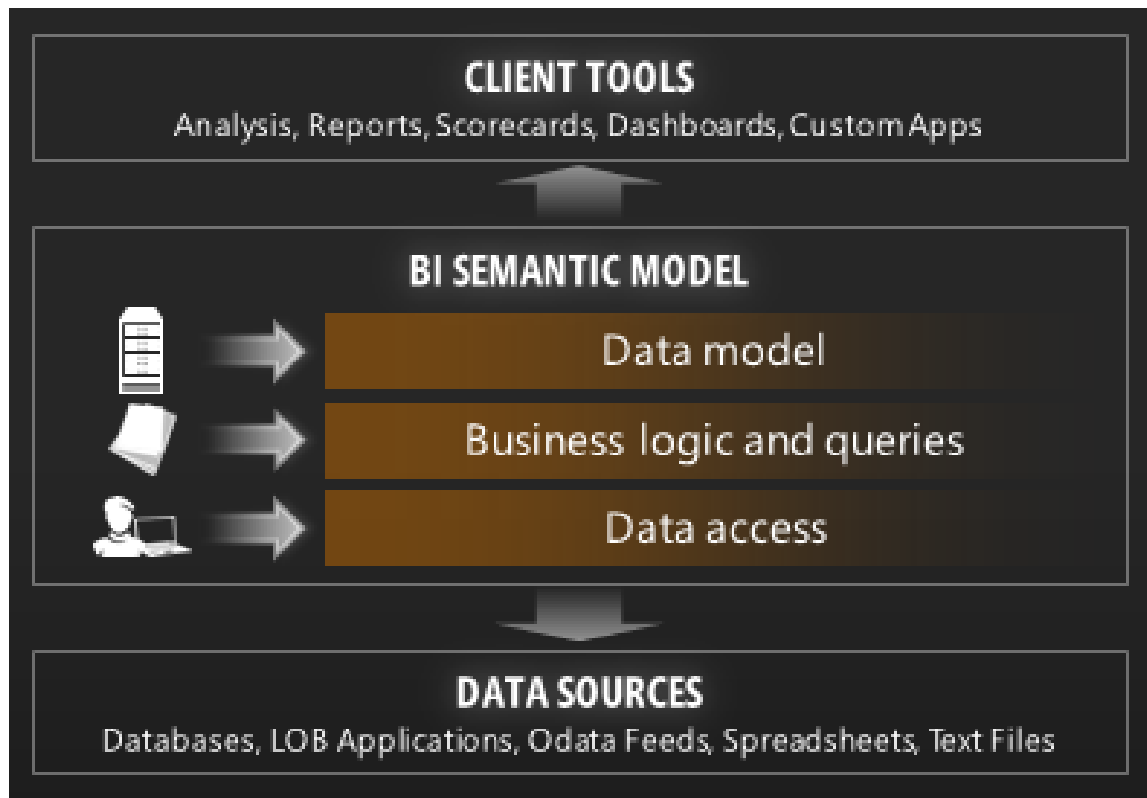 CLIENT TOOLS
Analysis, Reports, Scorecards, Dashboards, Custom Apps
BI SEMANTIC MODEL
Data model
Business logic and queries
Data access
DATA SOURCES
Databases, LOB Applications, Odata Feeds, Spreadsheets, Text Files